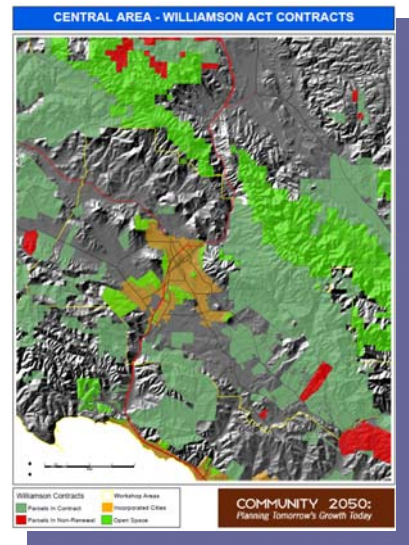 CENTRAL AREA - WILLIAMSON ACT CONTRACTS
Williamson Contracts
Parcels In Contract
Parcels In Non-Renewal
Workshop Areas
Incorporated Cities
Open Space
COMMUNITY 2050:
Planning Tomorrow's Growth Today